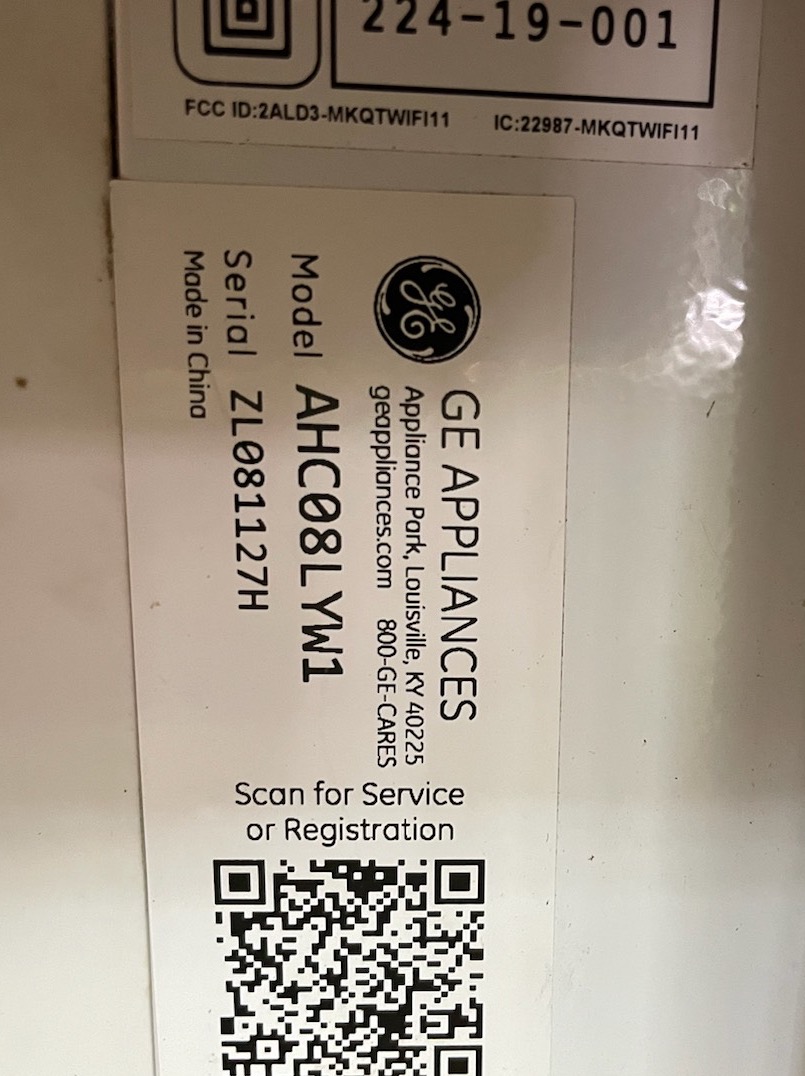 224-19-001
FCC ID:2ALD3-MKQTWIFI11 IC:22987-MKQTWIFI11
GE
GE APPLIANCES
Appliance Park, Louisville, KY 40225
geappliances.com 800-GE-CARES
Model AHC08LYW1
Serial ZL081127H
Made in China
Scan for Service
or Registration